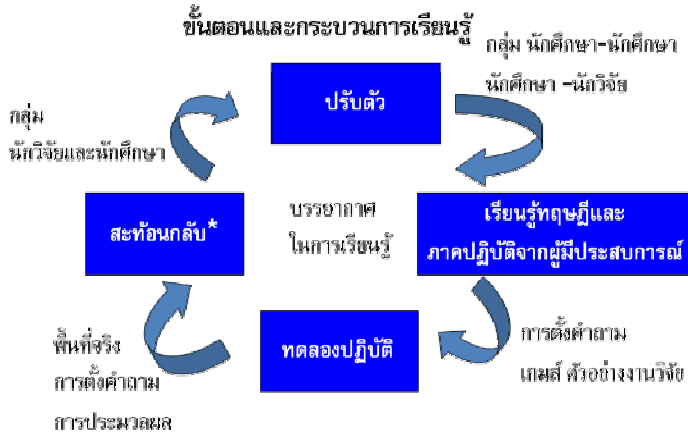 ขั้นตอนและกระบวนการเรียนรู้
กลุ่ม นักศึกษา-นักศึกษา
นักศึกษา -นักวิจัย
ปรับตัว
กลุ่ม
นักวิจัยและนักศึกษา
สะท้อนกลับ*
บรรยากาศ
ในการเรียนรู้
เรียนรู้ทฤษฎีและ
ภาคปฏิบัติจากผู้มีประสบการณ์
ทดลองปฏิบัติ
การตั้งคำถาม
เกมส์ ตัวอย่างงานวิจัย
พื้นที่จริง
การตั้งคำถาม
การประมวลผล